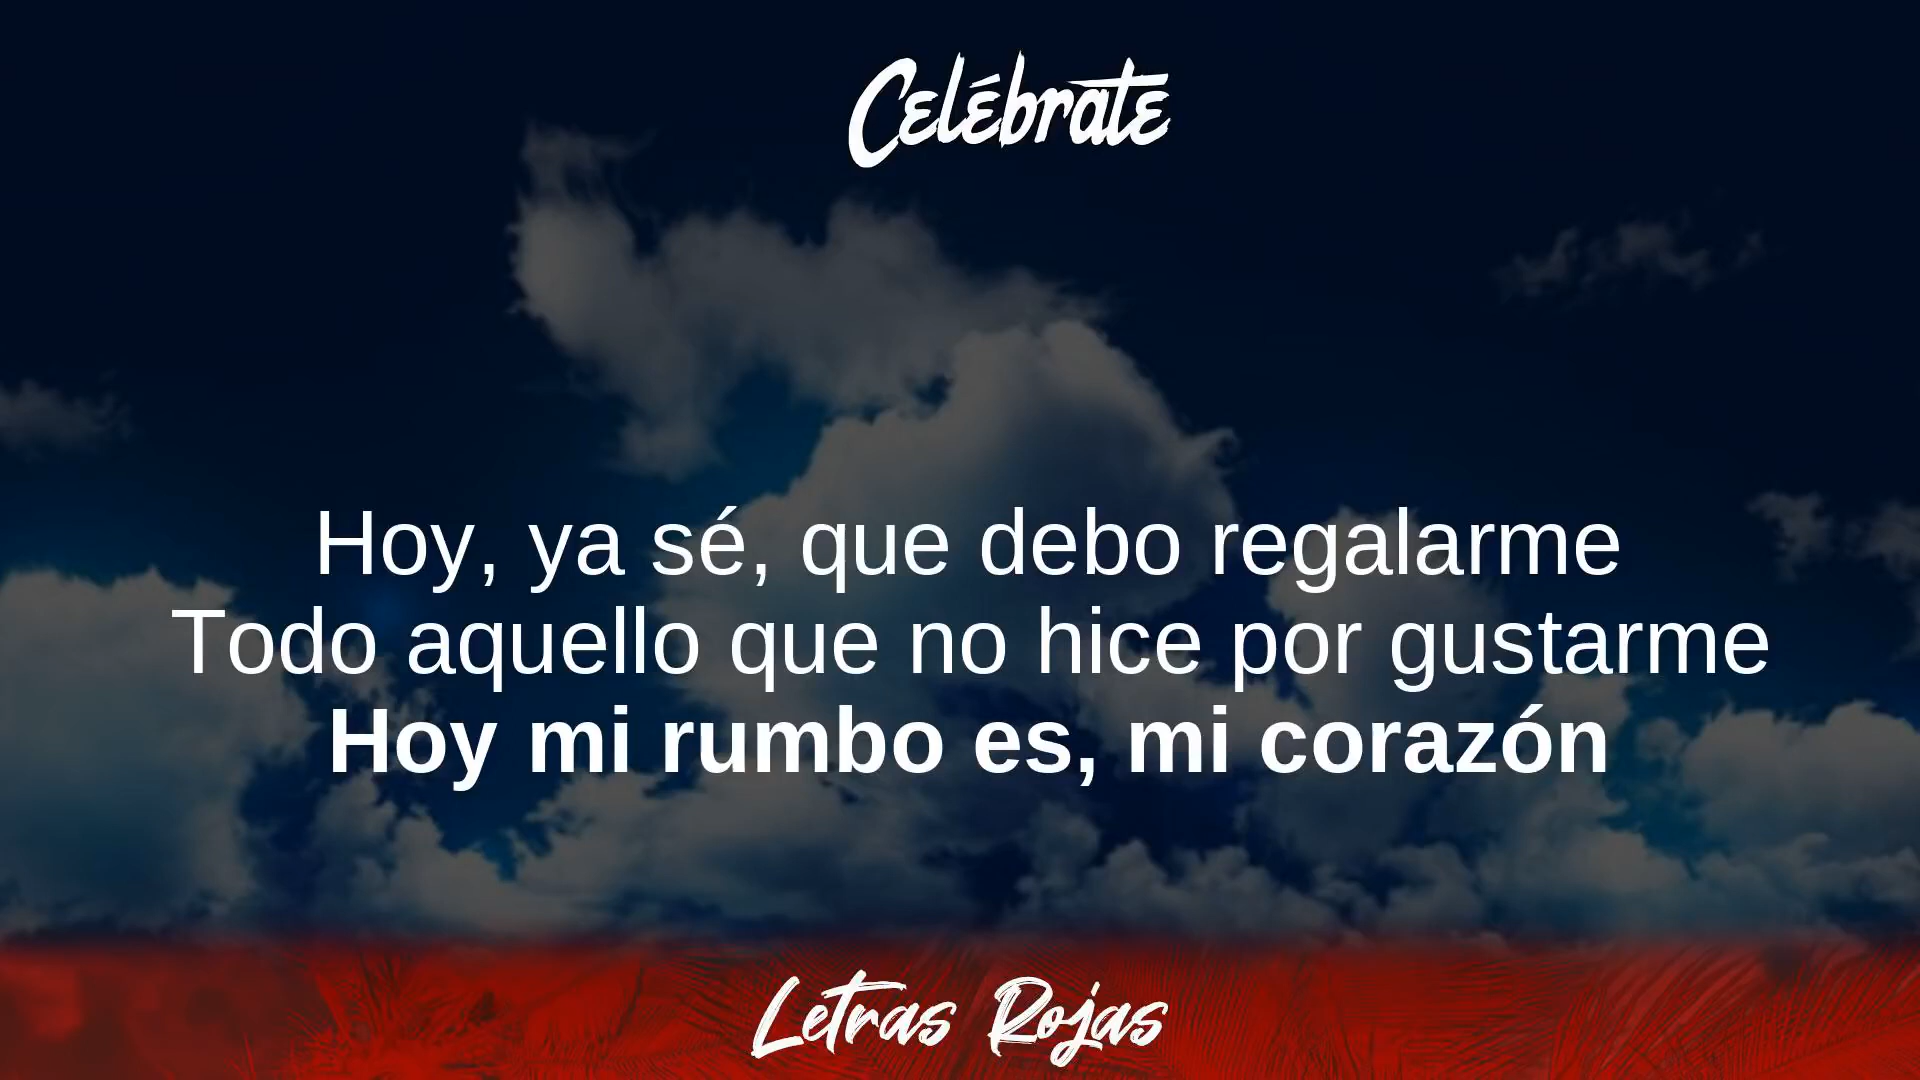 Celébrate
Hoy, ya sé, que debo regalarme
Todo aquello que no hice por gustarme
Hoy mi rumbo es, mi corazón
Letras Rojas